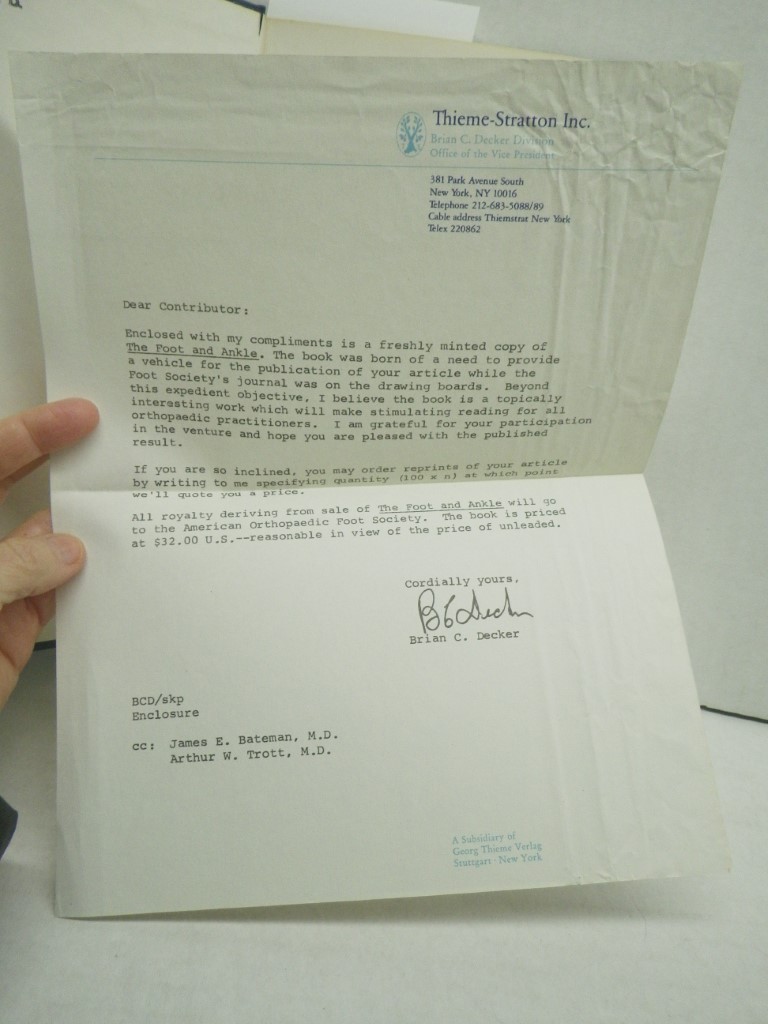 Thieme-Stratton Inc.
Brian C. Decker Division
Office of the Vice President
381 Park Avenue South
New York, NY 10016
Telephone 212-683-5088/89
Cable address Thiemstrat New York
Telex 220862
Dear Contributor:
Enclosed with my compliments is a freshly minted copy of
The Foot and Ankle. The book was born of a need to provide
a vehicle for the publication of your article while the
Foot Society's journal was on the drawing boards. Beyond
this expedient objective, I believe the book is a topically
interesting work which will make stimulating reading for all
orthopaedic practitioners. I am grateful for your participation
in the venture and hope you are pleased with the published
result.
If you are so inclined, you may order reprints of your article
by writing to me specifying quantity (100 x n) at which point
we'll quote you a price.
All royalty deriving from sale of The Foot and Ankle will go
to the American Orthopaedic Foot Society. The book is priced
at $32.00 U.S.--reasonable in view of the price of unleaded.
Cordially yours,
BCDecker
Brian C. Decker
BCD/skp
Enclosure
cc: James E. Bateman, M.D.
Arthur W. Trott, M.D.
A Subsidiary of
Georg Thieme Verlag
Stuttgart · New York